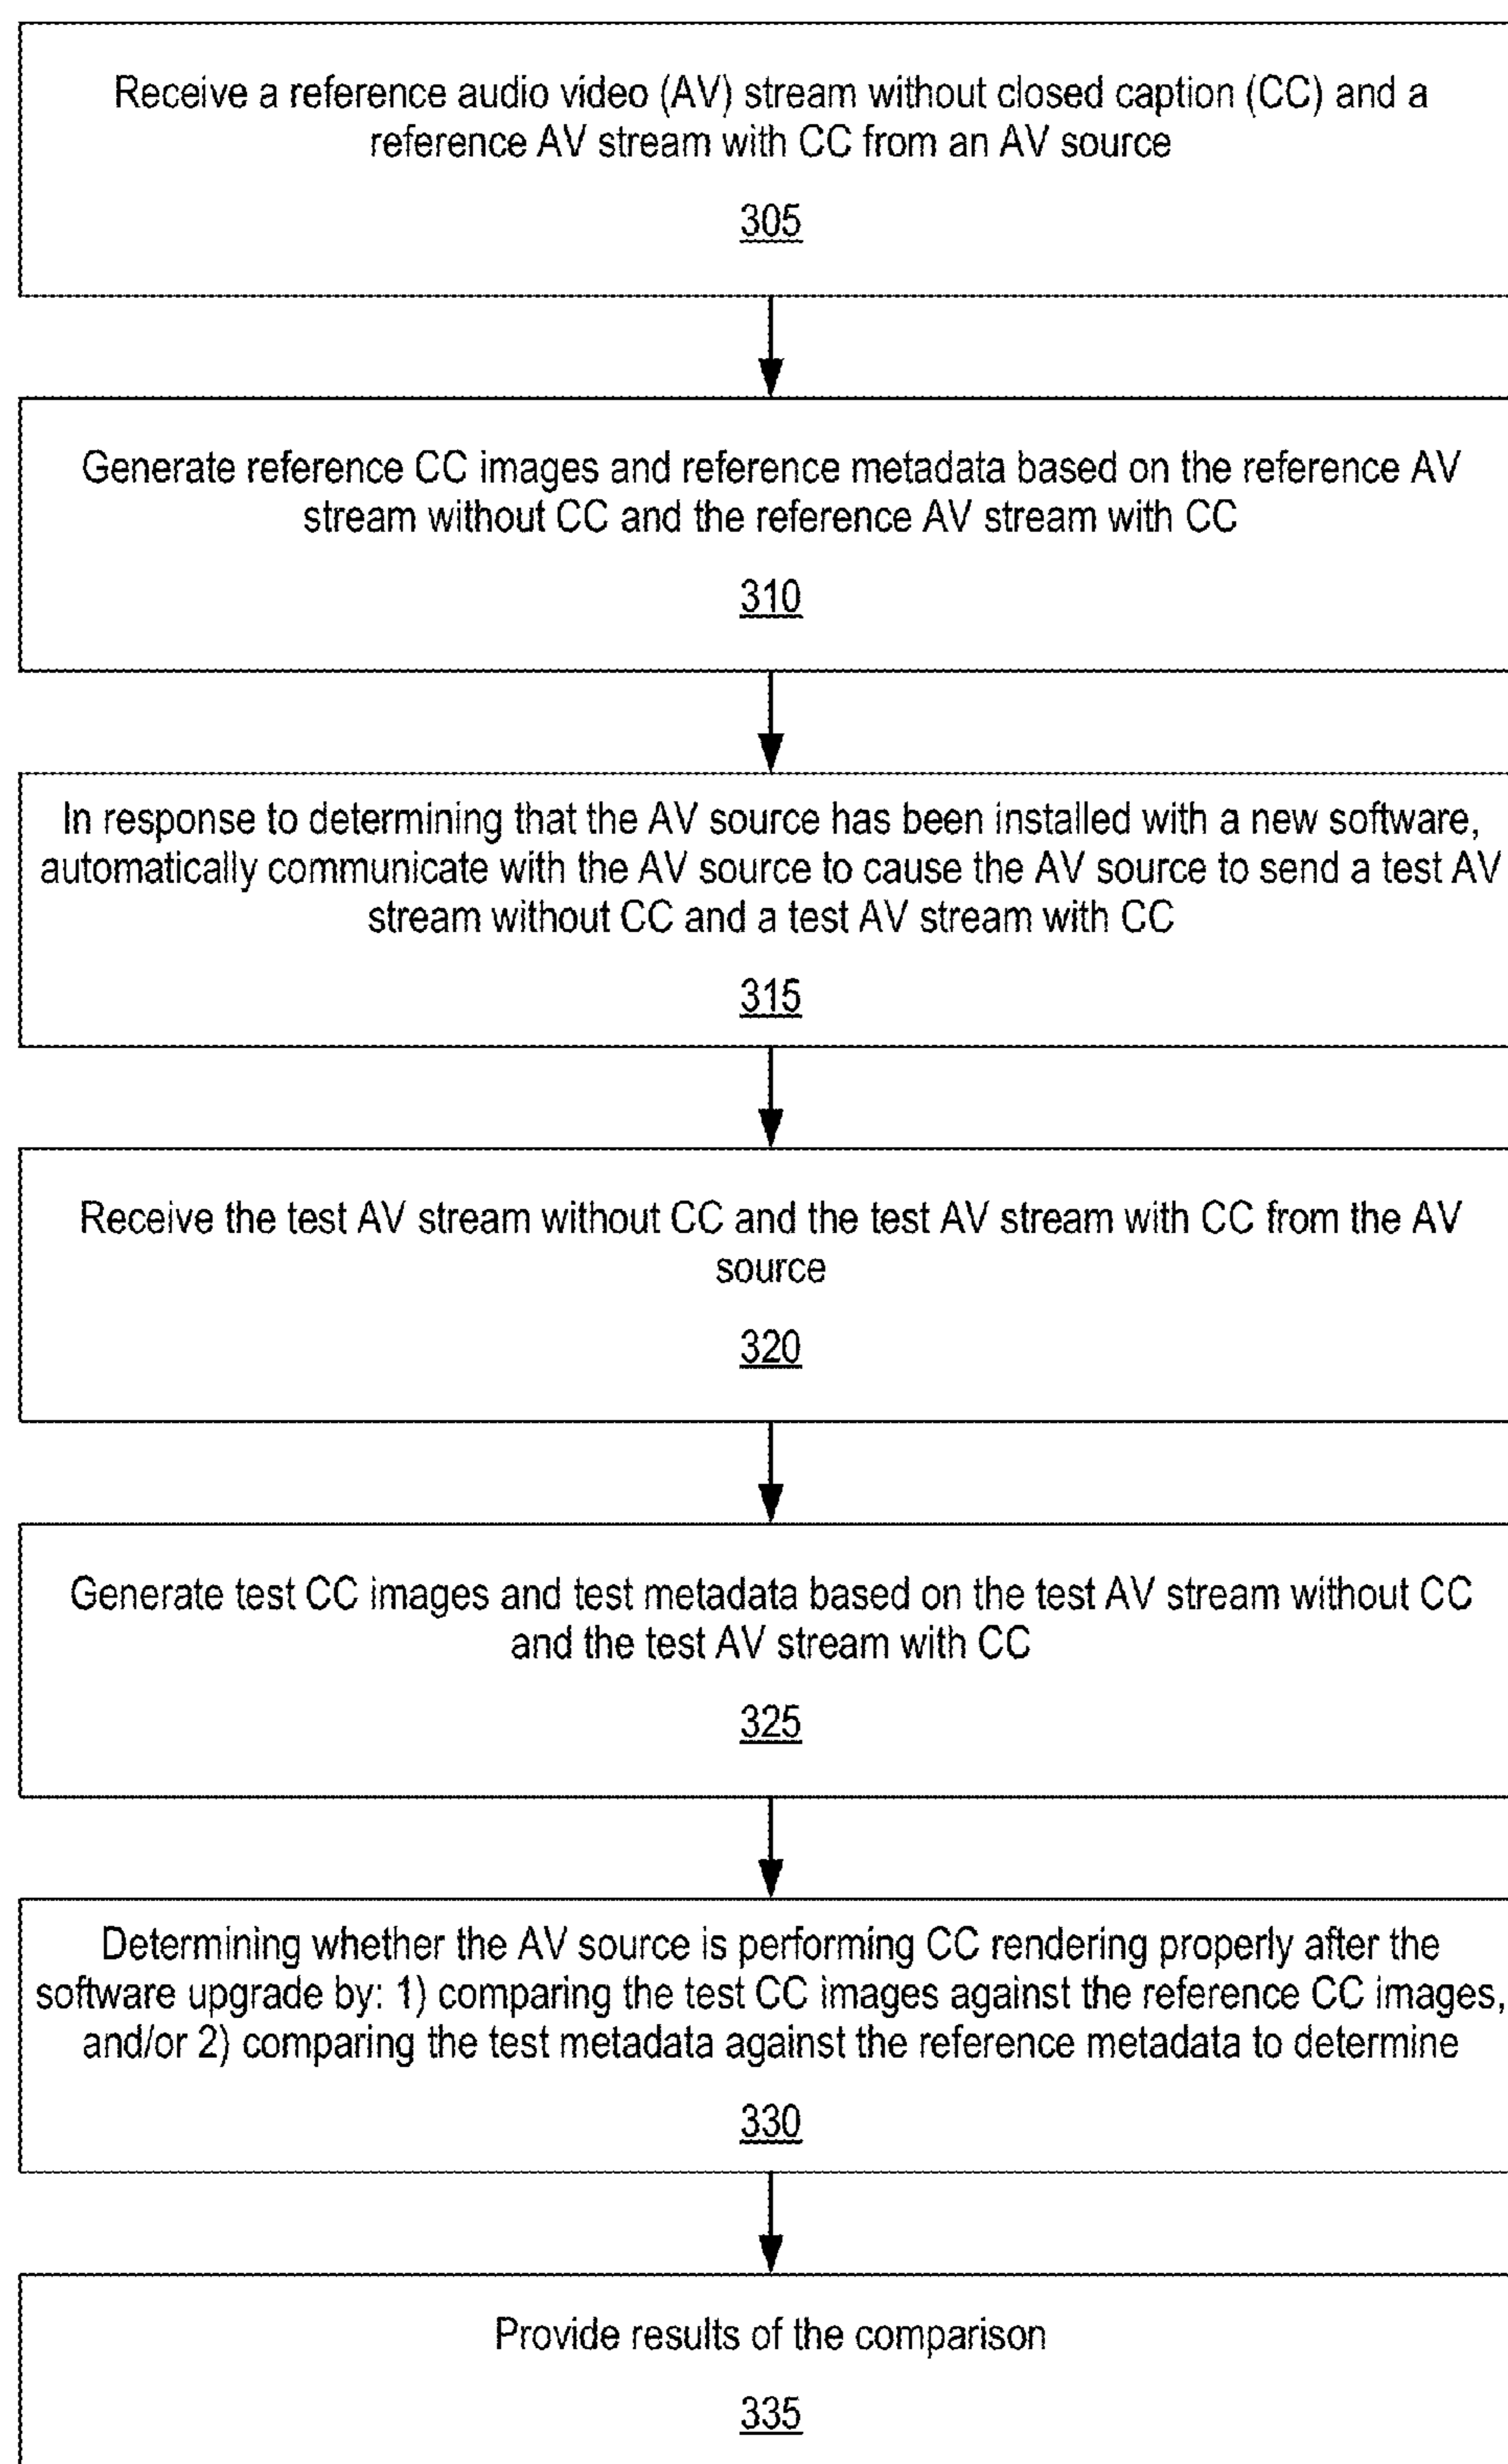 Receive a reference audio video (AV) stream without closed caption (CC) and a
reference AV stream with CC from an AV source
305
Generate reference CC images and reference metadata based on the reference AV
stream without CC and the reference AV stream with CC
310
In response to determining that the AV source has been installed with a new software,
automatically communicate with the AV source to cause the AV source to send a test AV
stream without CC and a test AV stream with CC
315
Receive the test AV stream without CC and the test AV stream with CC from the AV
source
320
Generate test CC images and test metadata based on the test AV stream without CC
and the test AV stream with CC
325
Determining whether the AV source is performing CC rendering properly after the
software upgrade by: 1) comparing the test CC images against the reference CC images,
and/or 2) comparing the test metadata against the reference metadata to determine
330
Provide results of the comparison
335